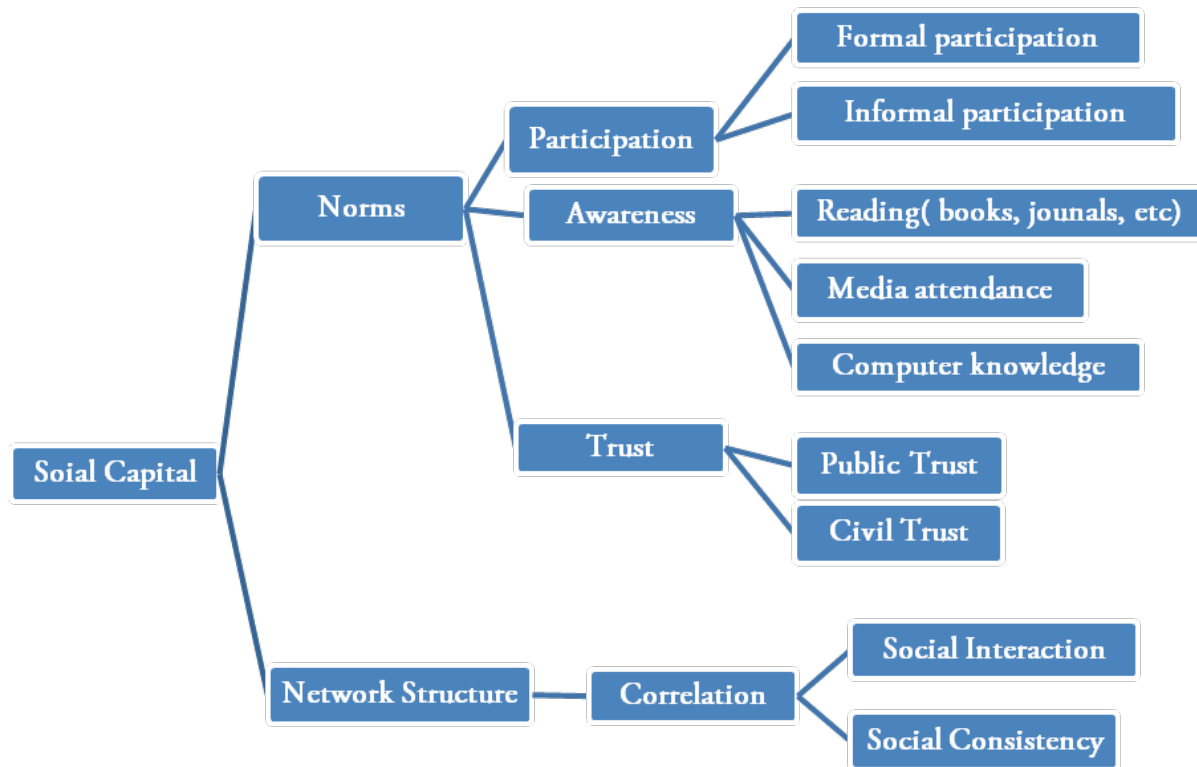 Formal participation
Informal participation
Participation
Norms
Awareness
Reading( books, jounals, etc)
Media attendance
Computer knowledge
Trust
Public Trust
Soial Capital
Civil Trust
Social Interaction
Network Structure
Correlation
Social Consistency